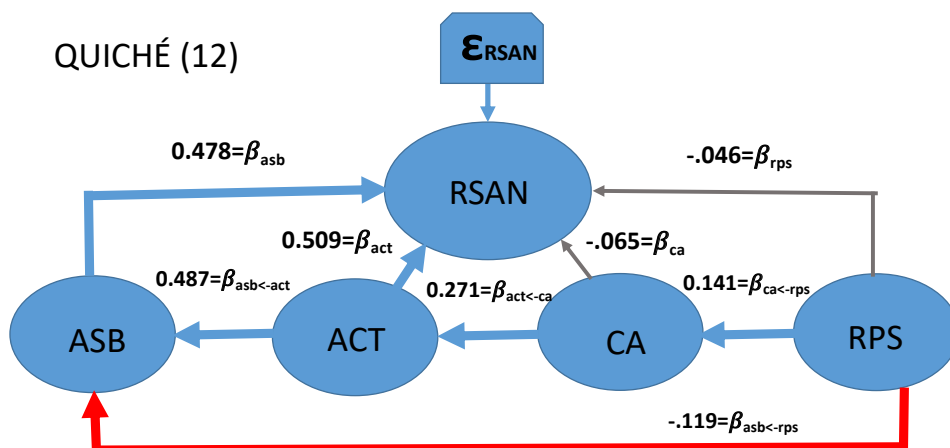 QUICHÉ (12)
εRSAN
0.478=βasb
-.046=βrps
RSAN
0.509=βact
-.065=βca
0.487=βasb<-act
0.271=βact<-ca
0.141=βca<-rps
ASB
ACT
CA
RPS
-.119=βasb<-rps